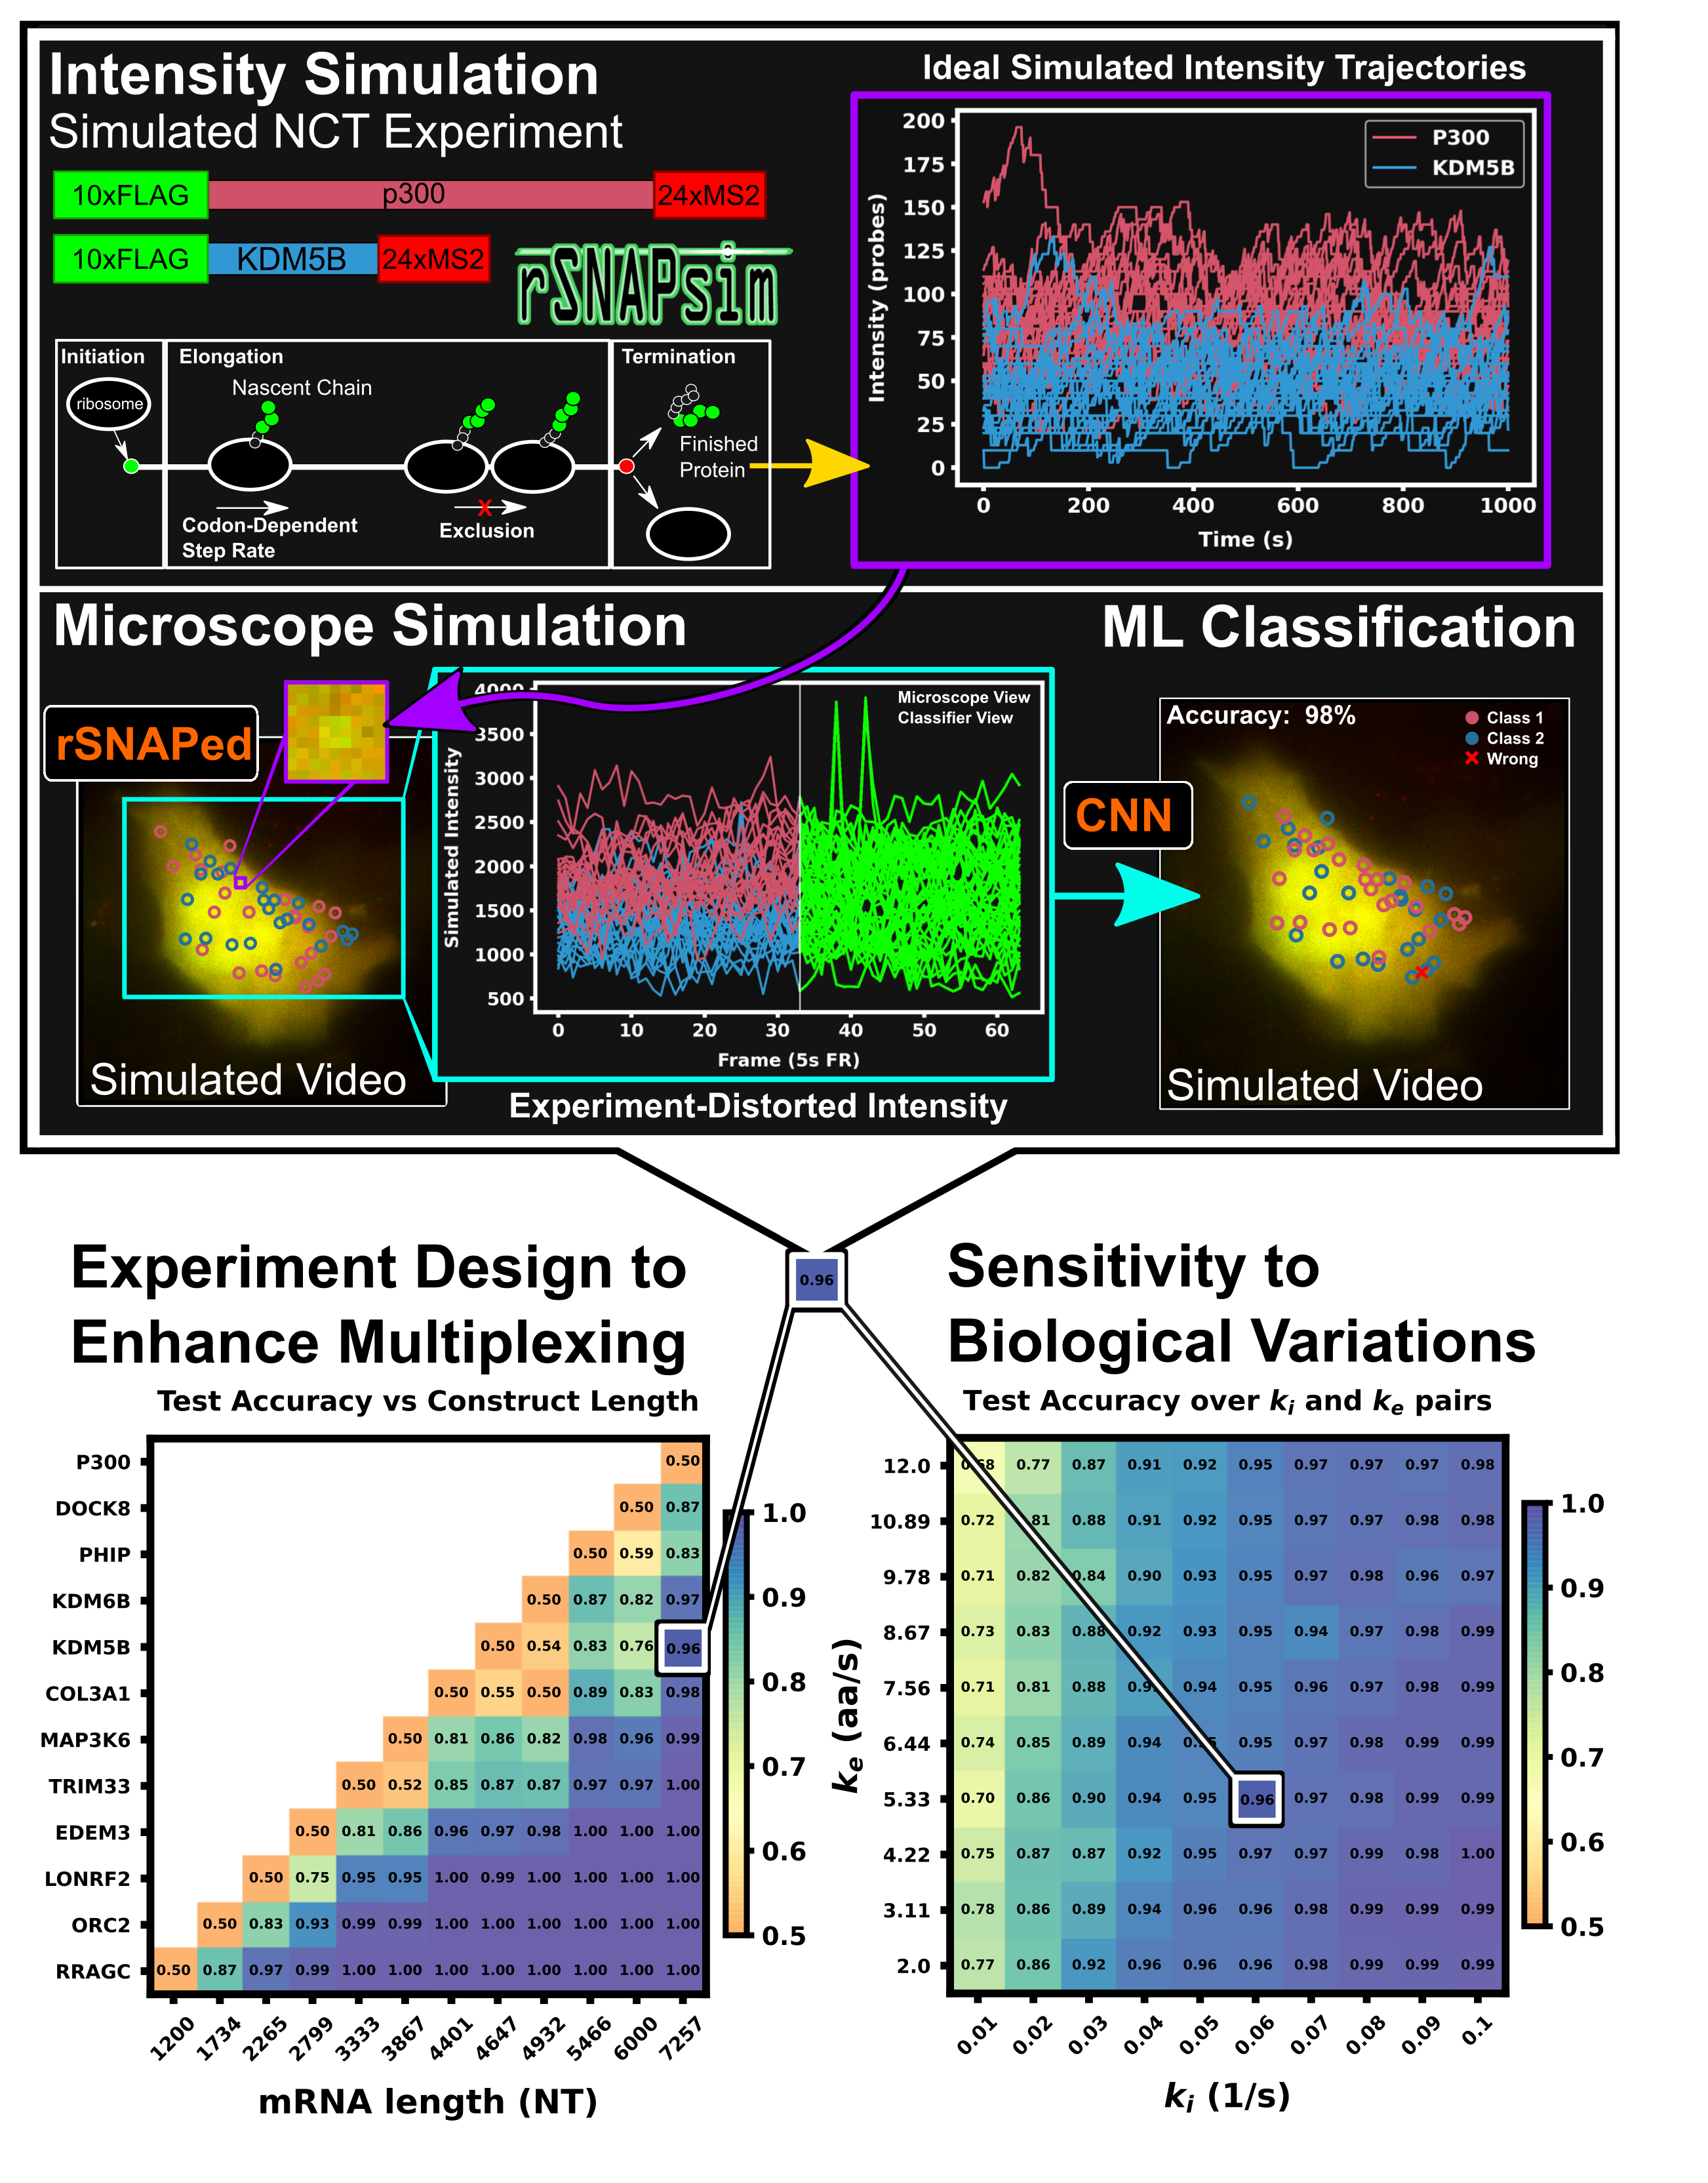 Intensity Simulation
Simulated NCT Experiment
10xFLAG p300 24xMS2
10xFLAG KDM5B 24xMS2
rSNAPsim
Initiation
ribosome
Elongation
Nascent Chain
Codon-Dependent
Step Rate
Exclusion
X
Termination
Finished
Protein
Ideal Simulated Intensity Trajectories
P300
KDM5B
Intensity (probes)
200
175
150
125
100
75
50
25
0
0 200 400 600 800 1000
Time (s)
Microscope Simulation
rSNAPed
Simulated Video
Simulated Intensity
4000
3500
3000
2500
2000
1500
1000
500
Microscope View
Classifier View
0 10 20 30 40 50 60
Frame (5s FR)
Experiment-Distorted Intensity
ML Classification
CNN
Accuracy: 98%
Class 1
Class 2
Wrong
Simulated Video
0.96
Experiment Design to
Enhance Multiplexing
Test Accuracy vs Construct Length
P300 0.50
DOCK8 0.50 0.87
PHIP 0.50 0.59 0.83
KDM6B 0.50 0.87 0.82 0.97
KDM5B 0.50 0.54 0.83 0.76 0.96
COL3A1 0.50 0.55 0.50 0.89 0.83 0.98
MAP3K6 0.50 0.81 0.86 0.82 0.98 0.96 0.99
TRIM33 0.50 0.52 0.85 0.87 0.87 0.97 0.97 1.00
EDEM3 0.50 0.81 0.86 0.96 0.97 0.98 1.00 1.00 1.00
LONRF2 0.50 0.75 0.95 0.95 1.00 0.99 1.00 1.00 1.00 1.00
ORC2 0.50 0.83 0.93 0.99 0.99 1.00 1.00 1.00 1.00 1.00 1.00
RRAGC 0.50 0.87 0.97 0.99 1.00 1.00 1.00 1.00 1.00 1.00 1.00 1.00
1200 1734 2265 2799 3333 3867 4401 4647 4932 5466 6000 7257
mRNA length (NT)
1.0
0.9
0.8
0.7
0.6
0.5
Sensitivity to
Biological Variations
Test Accuracy over ki and ke pairs
ke (aa/s)
12.0 0.77 0.87 0.91 0.92 0.95 0.97 0.97 0.97 0.98
10.89 0.72 0.88 0.91 0.92 0.95 0.97 0.97 0.98 0.98
9.78 0.71 0.82 0.84 0.90 0.93 0.95 0.97 0.98 0.96 0.97
8.67 0.73 0.83 0.88 0.92 0.93 0.95 0.94 0.97 0.98 0.99
7.56 0.71 0.81 0.88 0.94 0.95 0.96 0.97 0.98 0.99
6.44 0.74 0.85 0.89 0.94 0.95 0.97 0.98 0.99 0.99
5.33 0.70 0.86 0.90 0.94 0.95 0.96 0.97 0.98 0.99 0.99
4.22 0.75 0.87 0.87 0.92 0.95 0.97 0.97 0.99 0.98 1.00
3.11 0.78 0.86 0.89 0.94 0.96 0.96 0.98 0.99 0.99 0.99
2.0 0.77 0.86 0.92 0.96 0.96 0.96 0.98 0.99 0.99 0.99
0.01 0.02 0.03 0.04 0.05 0.06 0.07 0.08 0.09 0.1
ki (1/s)
1.0
0.9
0.8
0.7
0.6
0.5